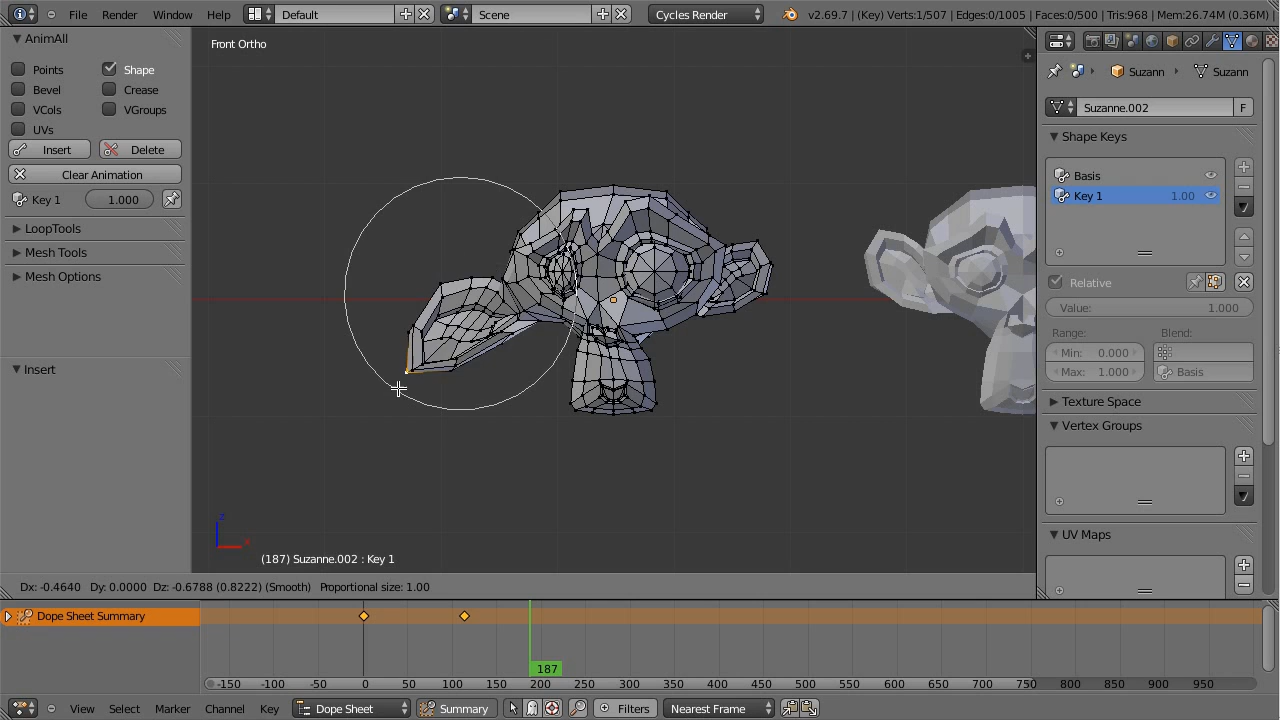 File Render Window Help Default Scene Cycles Render v2.69.7 | (Key) Verts:1/507 | Edges:0/1005 | Faces:0/500 | Tris:968 | Mem:26.74M (0.36M) |
AnimAll
Front Ortho
Points Shape
Bevel Crease
VCols VGroups
UVs
Insert Delete
Clear Animation
Key 1 1.000
LoopTools
Mesh Tools
Mesh Options
Insert
z
x
(187) Suzanne.002 : Key 1
Dx: -0.4640 Dy: 0.0000 Dz: -0.6788 (0.8222) (Smooth) Proportional size: 1.00
Suzann Suzann
Suzanne.002 F
Shape Keys
Basis
Key 1 1.00
Relative
Value: 1.000
Range: Blend:
Min: 0.000
Max: 1.000 Basis
Texture Space
Vertex Groups
UV Maps
Dope Sheet Summary
187
-150 -100 -50 0 50 100 150 200 250 300 350 400 450 500 550 600 650 700 750 800 850 900 950
View Select Marker Channel Key Dope Sheet Summary Filters Nearest Frame